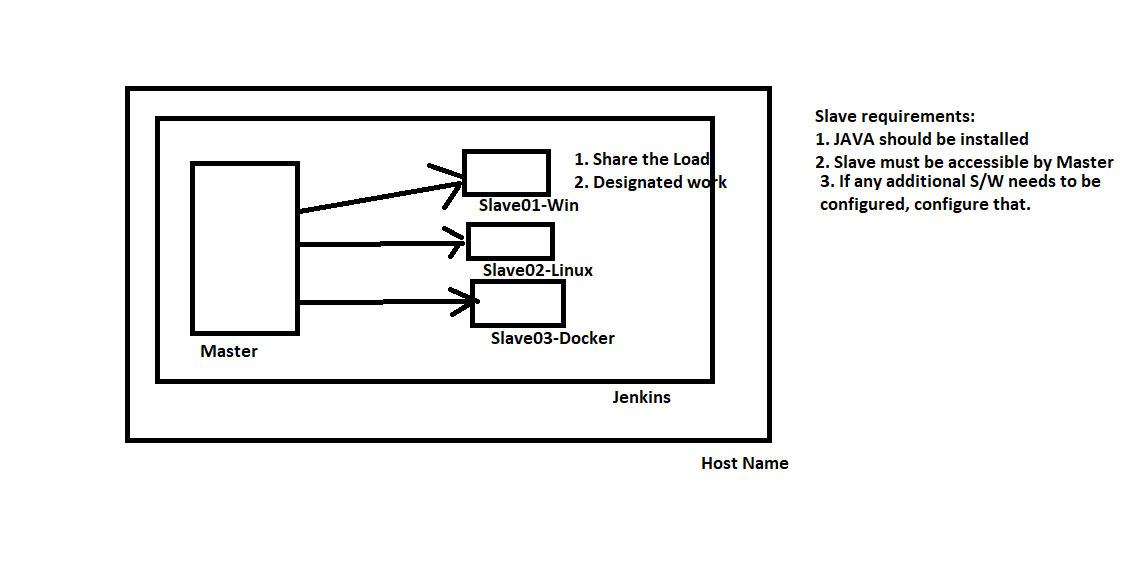 Slave requirements:
1. JAVA should be installed
2. Slave must be accessible by Master
3. If any additional S/W needs to be
configured, configure that.
1. Share the Load
2. Designated work
Slave01-Win
Slave02-Linux
Slave03-Docker
Master
Jenkins
Host Name